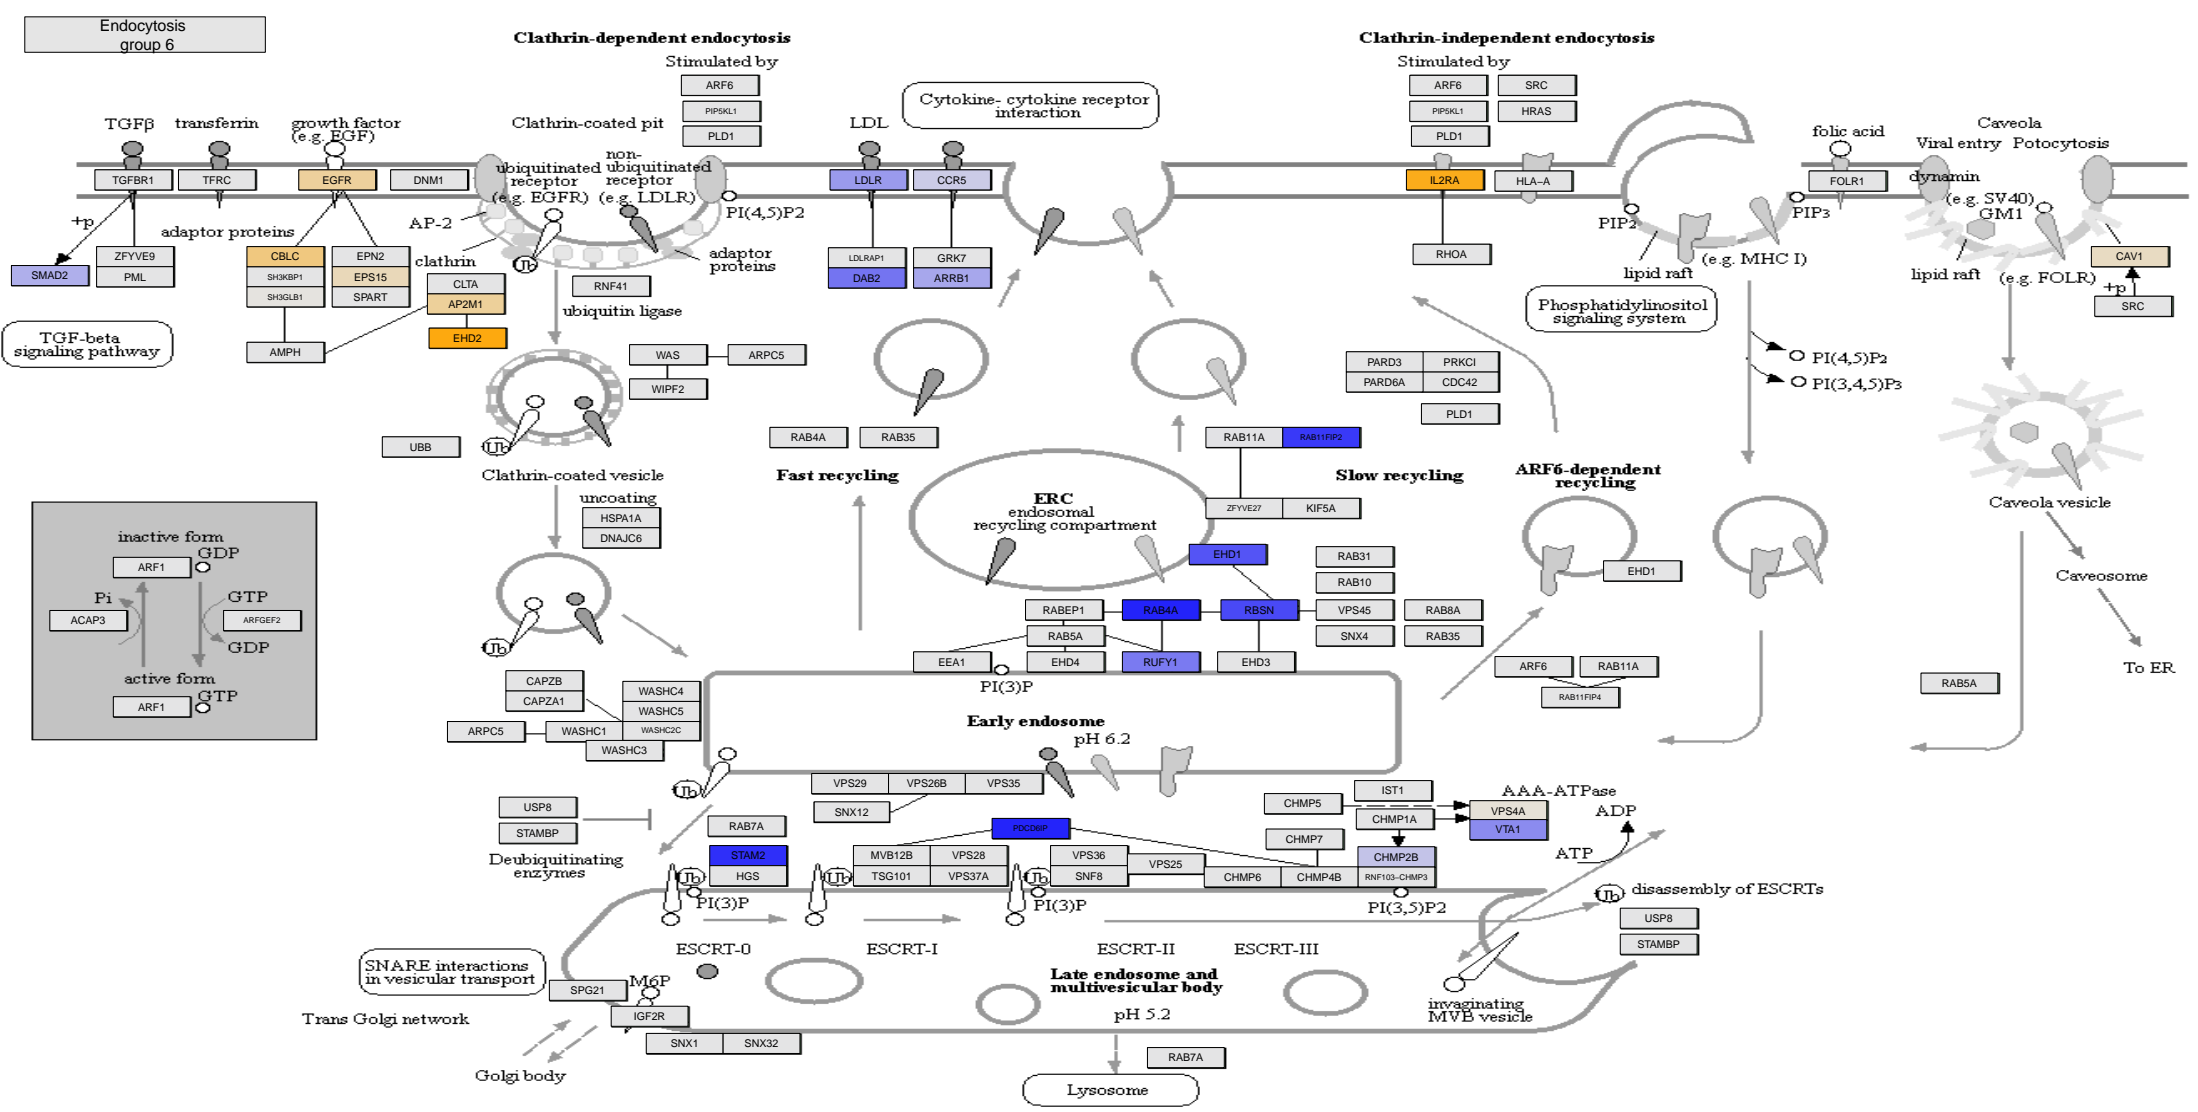 Endocytosis
group 6
Clathrin-dependent endocytosis
Stimulated by
ARF6
PIP5KL1
PLD1
Cytokine- cytokine receptor
interaction
Clathrin-independent endocytosis
Stimulated by
ARF6
SRC
PIP5KL1
HRAS
PLD1
TGFβ
transferrin
growth factor
(e.g. EGF)
Clathrin-coated pit
LDL
folic acid
Caveola
Viral entry Potocytosis
TGFBR1
TFRC
EGFR
DNM1
ubiquitinated
receptor
(e.g. EGFR)
non-
ubiquitinated
receptor
(e.g. LDLR)
LDLR
CCR5
IL2RA
HLA–A
FOLR1
dynamin
(e.g. SV40)
GM1
+p
adaptor proteins
AP-2
PI(4,5)P2
PIP2
PIP3
SMAD2
ZFYVE9
PML
CBLC
SH3KBP1
SH3GLB1
EPN2
EPS15
SPART
clathrin
CLTA
AP2M1
EHD2
AMPH
RNF41
ubiquitin ligase
adaptor
proteins
LDLRAP1
DAB2
GRK7
ARRB1
RHOA
lipid raft
(e.g. MHC I)
lipid raft
(e.g. FOLR)
CAV1
+p
SRC
TGF-beta
signaling pathway
Phosphatidylinositol
signaling system
WAS
ARPC5
WIPF2
PARD3
PRKCI
PARD6A
CDC42
PLD1
PI(4,5)P2
PI(3,4,5)P3
UBB
Ub
Ub
Clathrin-coated vesicle
RAB4A
RAB35
Fast recycling
RAB11A
RAB11FIP2
Slow recycling
ARF6-dependent
recycling
Caveola vesicle
uncoating
HSPA1A
DNAJC6
ERC
endosomal
recycling compartment
ZFYVE27
KIF5A
EHD1
RAB31
RAB10
EHD1
Caveosome
inactive form
GDP
ARF1
Pi
GTP
ACAP3
ARFGEF2
GDP
active form
GTP
ARF1
Ub
RABEP1
RAB4A
RBSN
VPS45
RAB8A
RAB5A
SNX4
RAB35
EEA1
EHD4
RUFY1
EHD3
PI(3)P
ARF6
RAB11A
RAB11FIP4
RAB5A
To ER
CAPZB
CAPZA1
WASHC4
WASHC5
ARPC5
WASHC1
WASHC2C
WASHC3
Early endosome
pH 6.2
Ub
VPS29
VPS26B
VPS35
SNX12
USP8
STAMBP
Deubiquitinating
enzymes
RAB7A
STAM2
HGS
PDCD6IP
MVB12B
VPS28
TSG101
VPS37A
VPS36
SNF8
VPS25
CHMP5
IST1
CHMP1A
AAA-ATPase
VPS4A
VTA1
ADP
ATP
CHMP7
CHMP2B
CHMP6
CHMP4B
RNF103–CHMP3
Ub
Ub
Ub
PI(3)P
PI(3)P
PI(3,5)P2
Ub
disassembly of ESCRTs
USP8
STAMBP
ESCRT-0
ESCRT-I
ESCRT-II
ESCRT-III
SNARE interactions
in vesicular transport
M6P
SPG21
IGF2R
Late endosome and
multivesicular body
pH 5.2
invaginating
MVB vesicle
Trans Golgi network
SNX1
SNX32
Golgi body
RAB7A
Lysosome